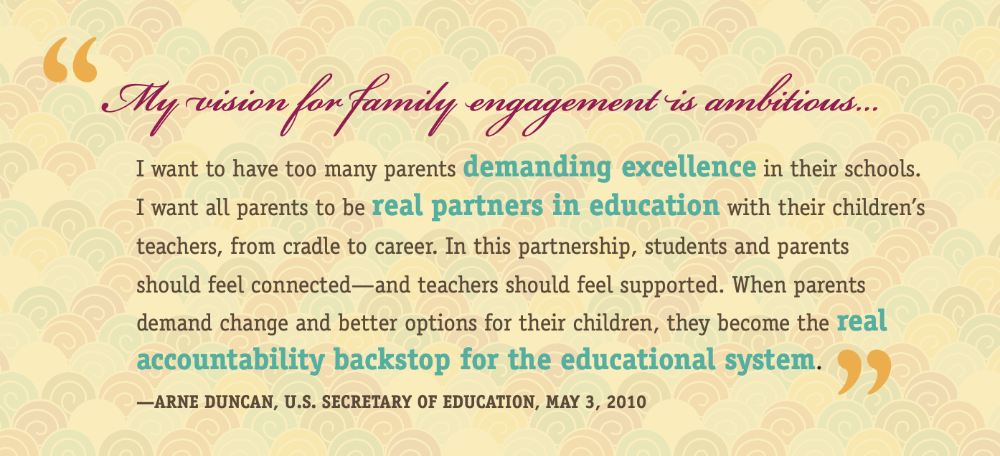 “My vision for family engagement is ambitious...
I want to have too many parents demanding excellence in their schools.
I want all parents to be real partners in education with their children’s
teachers, from cradle to career. In this partnership, students and parents
should feel connected—and teachers should feel supported. When parents
demand change and better options for their children, they become the real
accountability backstop for the educational system.”
—ARNE DUNCAN, U.S. SECRETARY OF EDUCATION, MAY 3, 2010